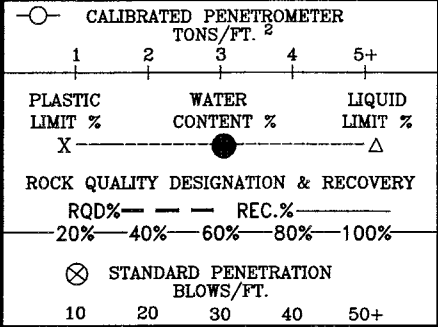 CALIBRATED PENETROMETER
TONS/FT. 2
1 2 3 4 5+
PLASTIC WATER LIQUID
LIMIT % CONTENT % LIMIT %
X
ROCK QUALITY DESIGNATION & RECOVERY
RQD% REC.%
20% 40% 60% 80% 100%
STANDARD PENETRATION
BLOWS/FT.
10 20 30 40 50+